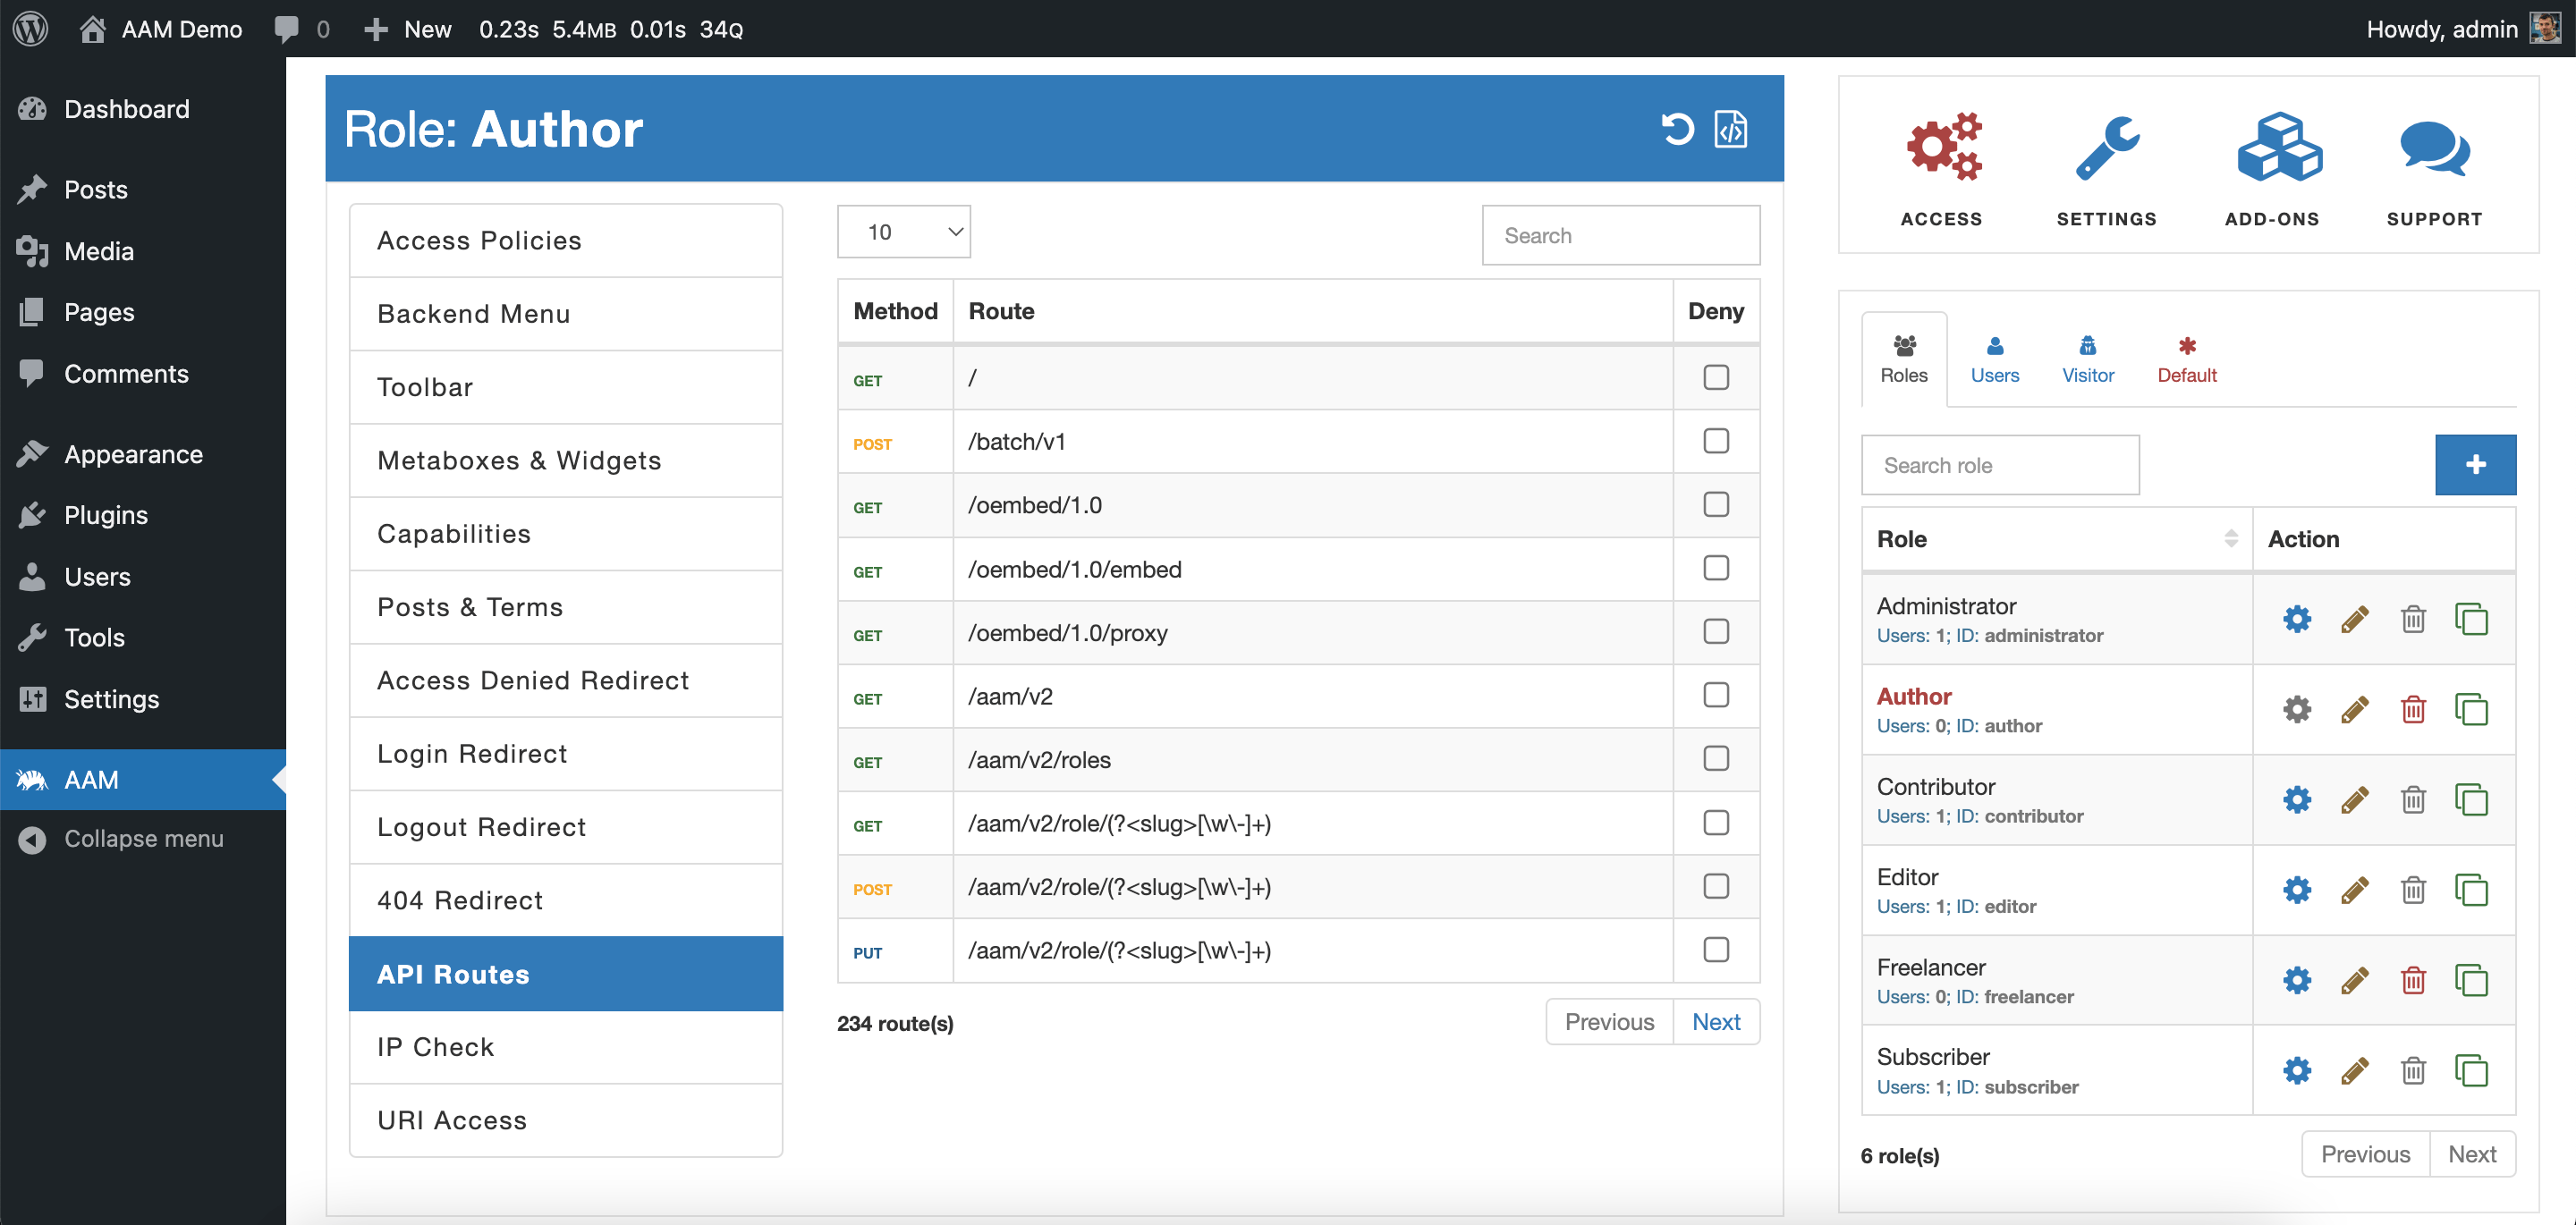 AAM Demo 0 New 0.23s 5.4MB 0.01s 34Q Howdy, admin
Dashboard
Posts
Media
Pages
Comments
Appearance
Plugins
Users
Tools
Settings
AAM
Collapse menu
Role: Author
Access Policies
Backend Menu
Toolbar
Metaboxes & Widgets
Capabilities
Posts & Terms
Access Denied Redirect
Login Redirect
Logout Redirect
404 Redirect
API Routes
IP Check
URI Access
10 Search
Method Route Deny
GET /
POST /batch/v1
GET /oembed/1.0
GET /oembed/1.0/embed
GET /oembed/1.0/proxy
GET /aam/v2
GET /aam/v2/roles
GET /aam/v2/role/(?<slug>[\w\-]+)
POST /aam/v2/role/(?<slug>[\w\-]+)
PUT /aam/v2/role/(?<slug>[\w\-]+)
234 route(s) Previous Next
ACCESS SETTINGS ADD-ONS SUPPORT
Roles Users Visitor Default
Search role
Role Action
Administrator
Users: 1; ID: administrator
Author
Users: 0; ID: author
Contributor
Users: 1; ID: contributor
Editor
Users: 1; ID: editor
Freelancer
Users: 0; ID: freelancer
Subscriber
Users: 1; ID: subscriber
6 role(s) Previous Next